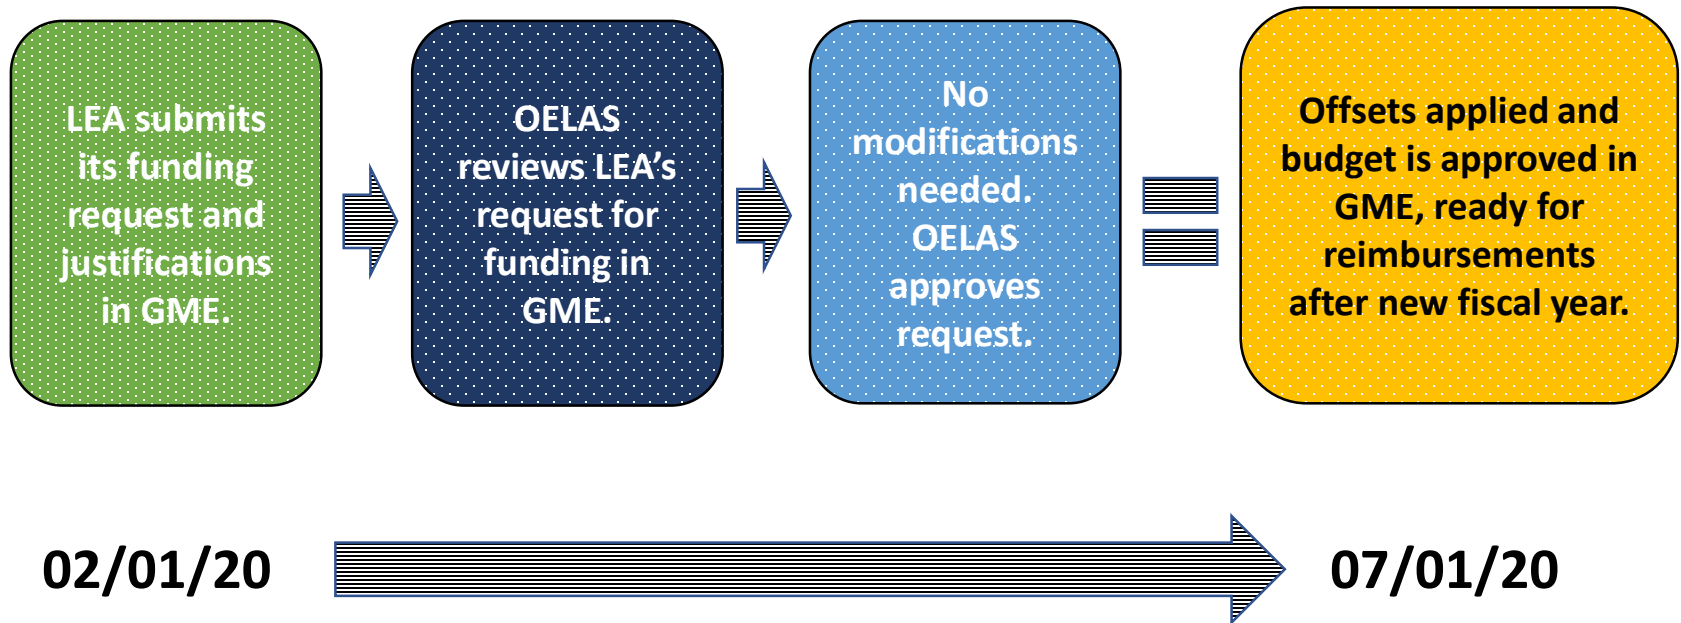 LEA submits
its funding
request and
justifications
in GME.
OELAS
reviews LEA’s
request for
funding in
GME.
No
modifications
needed.
OELAS
approves
request.
Offsets applied and
budget is approved in
GME, ready for
reimbursements
after new fiscal year.
02/01/20
07/01/20